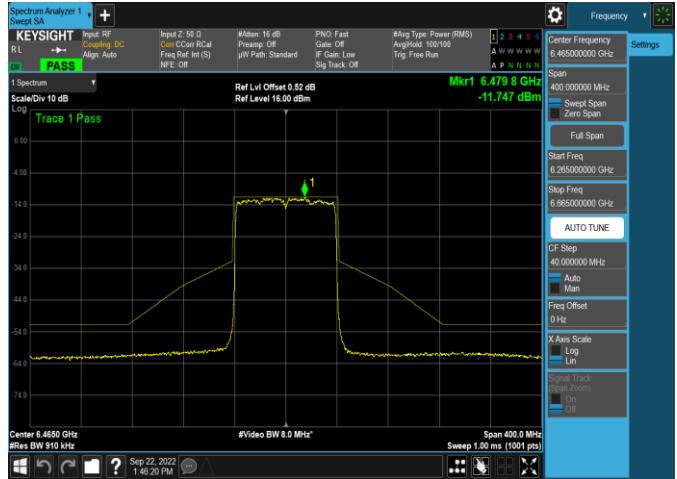 Spectrum Analyzer 1
Swept SA
+
Frequency
KEYSIGHT
RL
PASS
Input: RF
Coupling: DC
Align: Auto
Input Z: 50 Ω
Corr CCorr RCal
Freq Ref: Int (S)
NFE: Off
#Atten: 16 dB
Preamp: Off
µW Path: Standard
PNO: Fast
Gate: Off
IF Gain: Low
Sig Track: Off
#Avg Type: Power (RMS)
Avg|Hold: 100/100
Trig: Free Run
1 2 3 4 5 6
A W W W W W
A P N N N N
1 Spectrum
Scale/Div 10 dB
Log
Ref Lvl Offset 0.52 dB
Ref Level 16.00 dBm
Mkr1 6.479 8 GHz
-11.747 dBm
Trace 1 Pass
1
6.00
-4.00
-14.0
-24.0
-34.0
-44.0
-54.0
-64.0
-74.0
Center 6.4650 GHz
#Res BW 910 kHz
#Video BW 8.0 MHz*
Span 400.0 MHz
Sweep 1.00 ms (1001 pts)
Sep 22, 2022
1:46:20 PM
Settings
Center Frequency
6.465000000 GHz
Span
400.000000 MHz
Swept Span
Zero Span
Full Span
Start Freq
6.265000000 GHz
Stop Freq
6.665000000 GHz
AUTO TUNE
CF Step
40.000000 MHz
Auto
Man
Freq Offset
0 Hz
X Axis Scale
Log
Lin
Signal Track
(Span Zoom)
On
Off